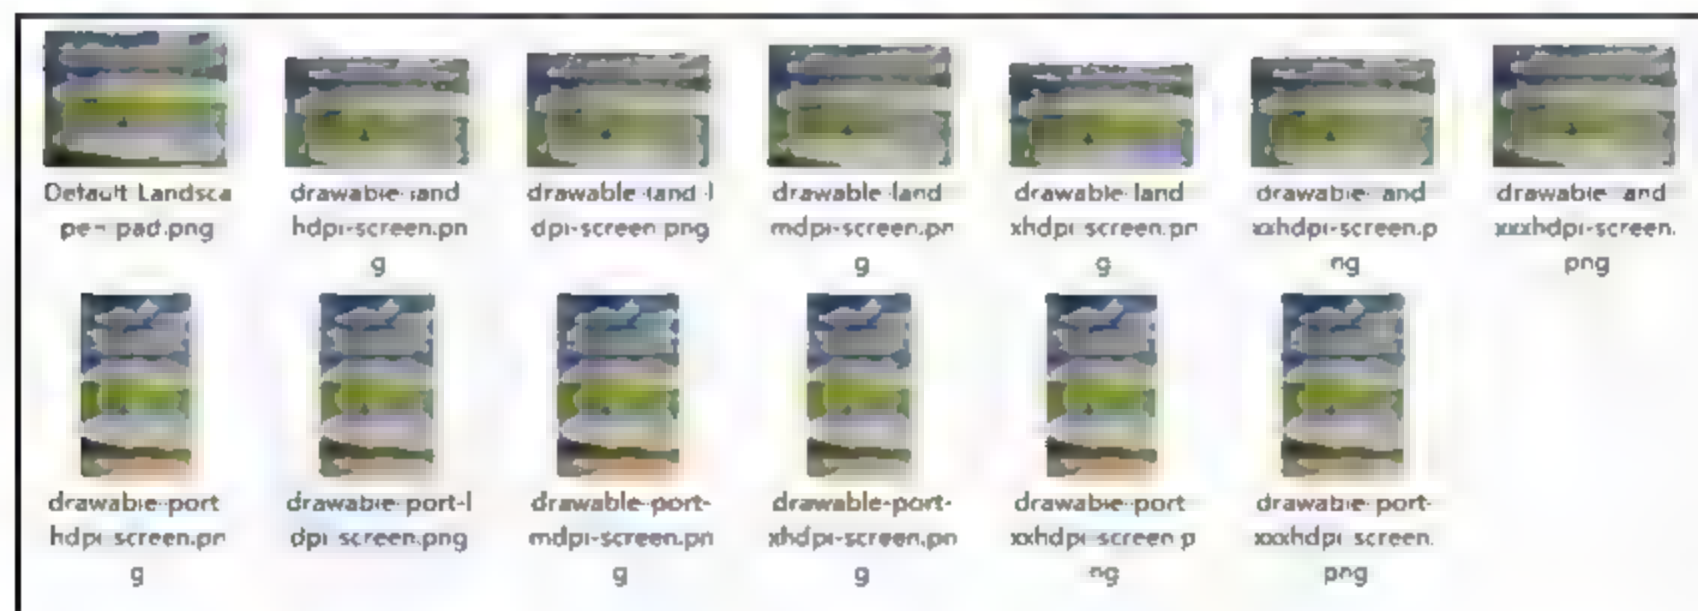 Default Landsca
pe~ pad.png
drawable-land
hdpi-screen.pn
g
drawable-land-l
dpi-screen.png
drawable-land
mdpi-screen.pn
g
drawable-land
xhdpi-screen.pn
g
drawable-land
xxhdpi-screen.p
ng
drawable-land
xxxhdpi-screen.
png
drawable-port
hdpi-screen.pn
g
drawable-port-l
dpi-screen.png
drawable-port-
mdpi-screen.pn
g
drawable-port-
xhdpi-screen.pn
g
drawable-port
xxhdpi-screen.p
ng
drawable-port-
xxxhdpi-screen.
png